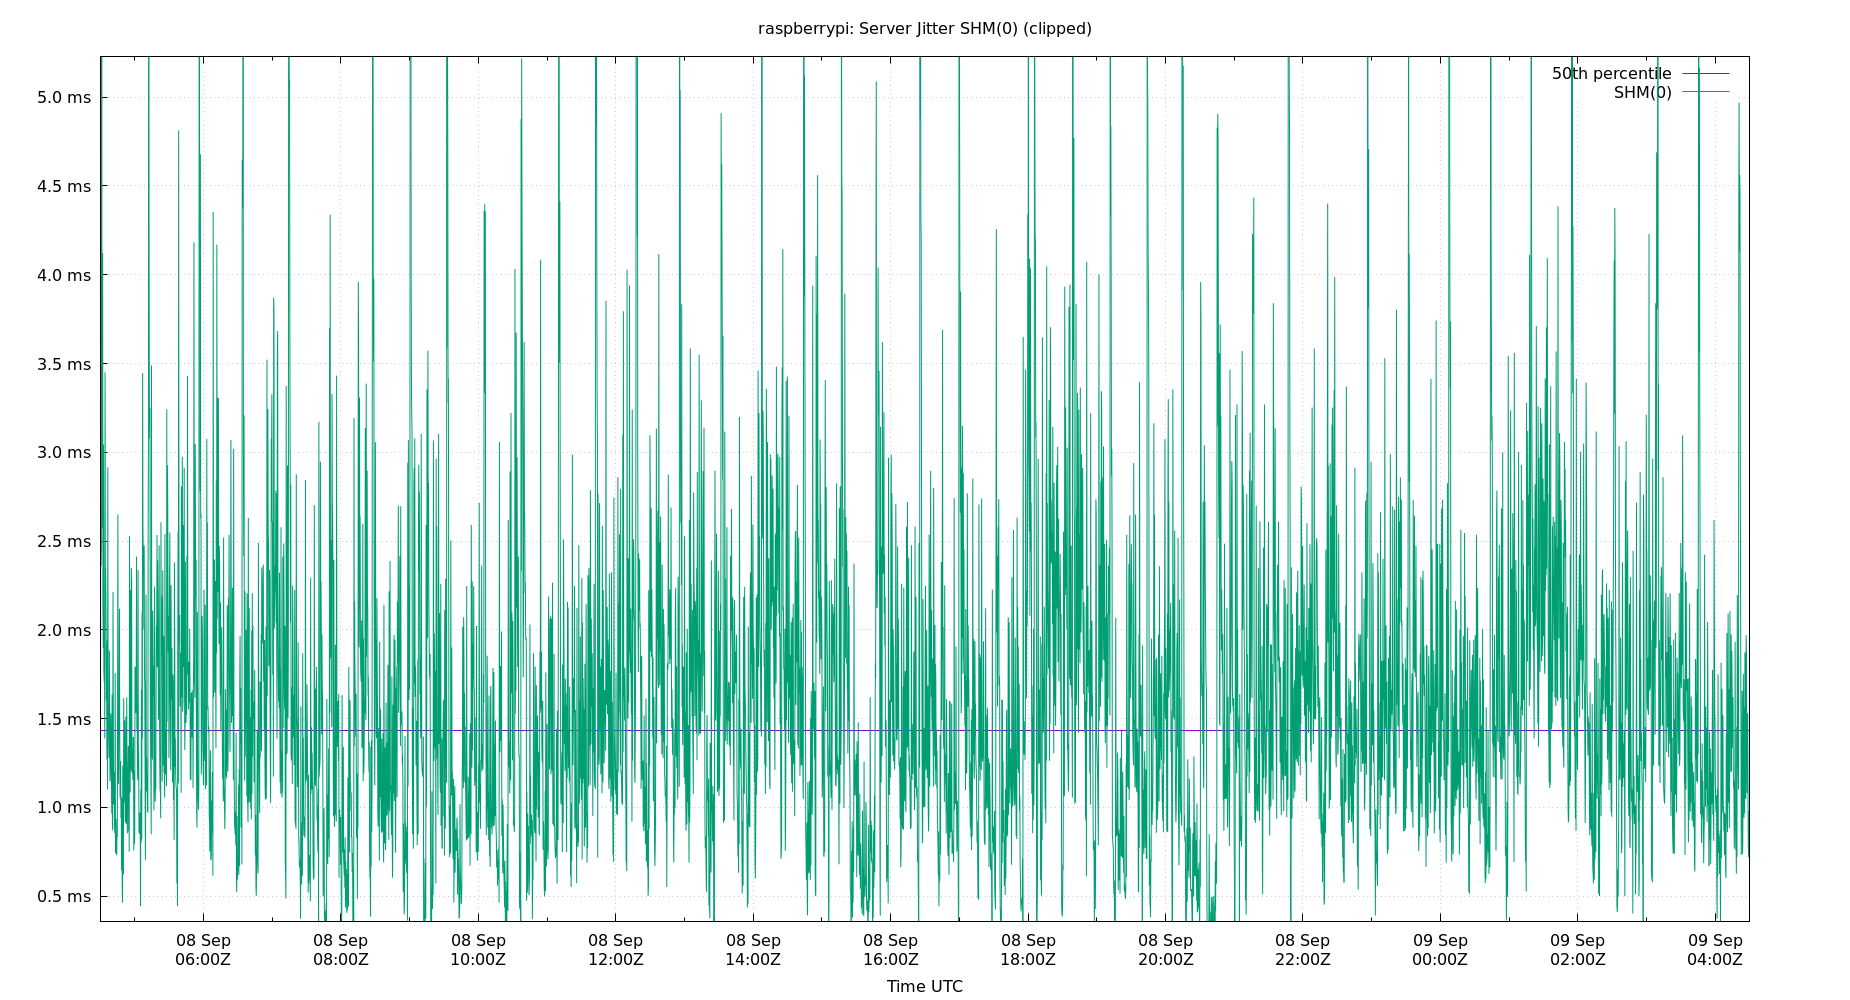 raspberrypi: Server Jitter SHM(0) (clipped)
50th percentile
SHM(0)
5.0 ms
4.5 ms
4.0 ms
3.5 ms
3.0 ms
2.5 ms
2.0 ms
1.5 ms
1.0 ms
0.5 ms
08 Sep 08 Sep 08 Sep 08 Sep 08 Sep 08 Sep 08 Sep 08 Sep 08 Sep 09 Sep 09 Sep 09 Sep
06:00Z 08:00Z 10:00Z 12:00Z 14:00Z 16:00Z 18:00Z 20:00Z 22:00Z 00:00Z 02:00Z 04:00Z
Time UTC